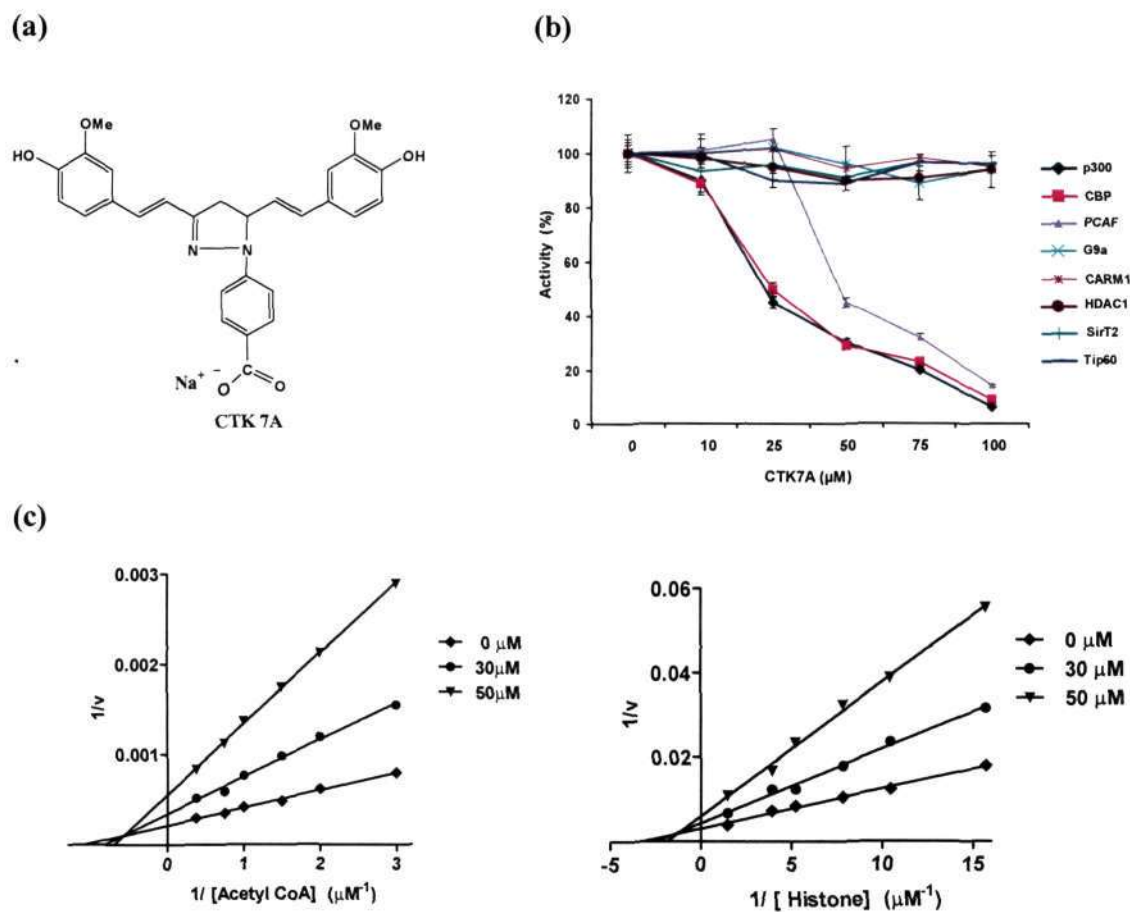 (a)
OMe
HO
OMe
OH
N
N
C
Na+ -
O
O
CTK 7A
(b)
120
100
80
60
40
20
0
Activity (%)
0 10 25 50 75 100
CTK7A (µM)
p300
CBP
PCAF
G9a
CARM1
HDAC1
SirT2
Tip60
(c)
1/v
0.003
0.002
0.001
0 1 2 3
1/ [Acetyl CoA] (µM-1)
0 µM
30µM
50µM
1/v
0.06
0.04
0.02
-5 0 5 10 15
1/ [ Histone] (µM-1)
0 µM
30 µM
50 µM